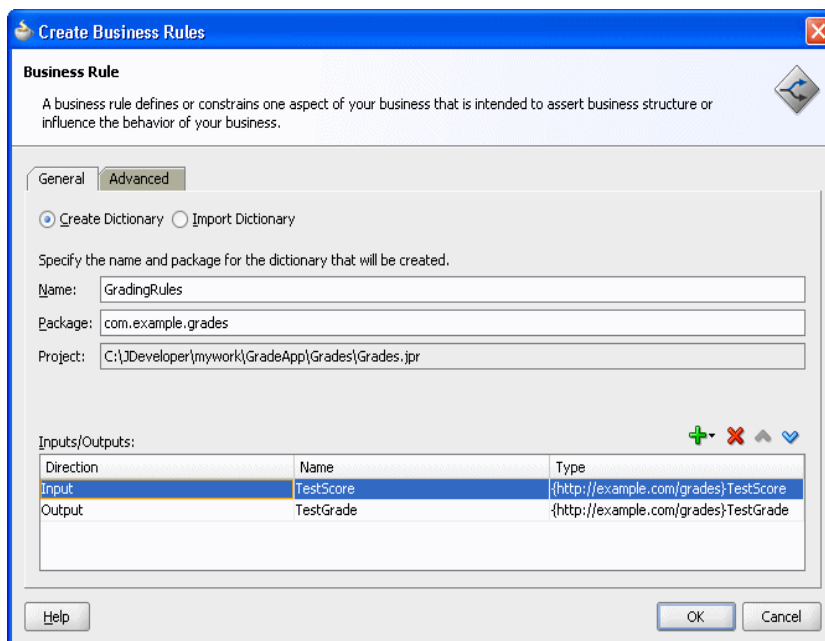 Create Business Rules
Business Rule
A business rule defines or constrains one aspect of your business that is intended to assert business structure or
influence the behavior of your business.
General Advanced
Create Dictionary Import Dictionary
Specify the name and package for the dictionary that will be created.
Name: GradingRules
Package: com.example.grades
Project: C:\JDeveloper\mywork\GradeApp\Grades\Grades.jpr
Inputs/Outputs:
Direction Name Type
Input TestScore {http://example.com/grades}TestScore
Output TestGrade {http://example.com/grades}TestGrade
Help OK Cancel